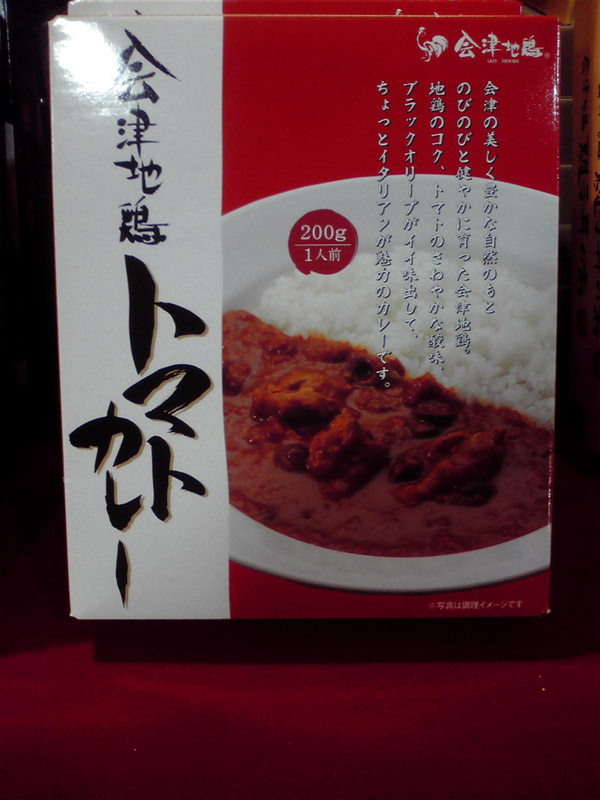 会津地鶏
トマト
カレー
会津地鶏
会津の美しく豊かな自然のもと
のびのびと健やかに育った会津地鶏。
地鶏のコク、トマトのさわやかな酸味、
ブラックオリーブがイイ味出して、
ちょっとイタリアンが魅力のカレーです。
200g
1人前
※写真は調理イメージです